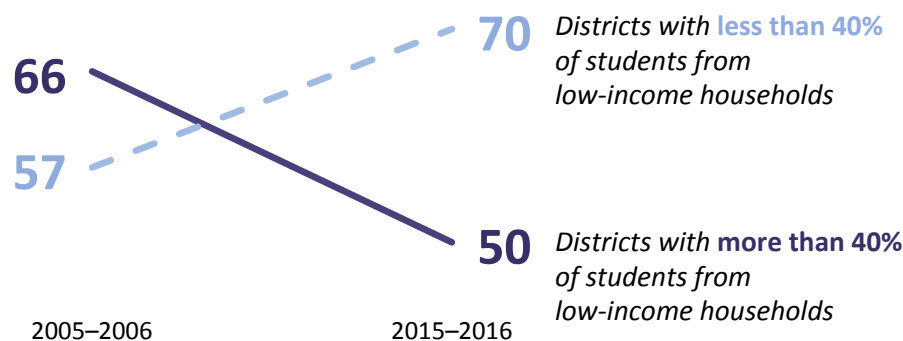 66
57
70
Districts with less than 40%
of students from
low-income households
50
Districts with more than 40%
of students from
low-income households
2005–2006
2015–2016